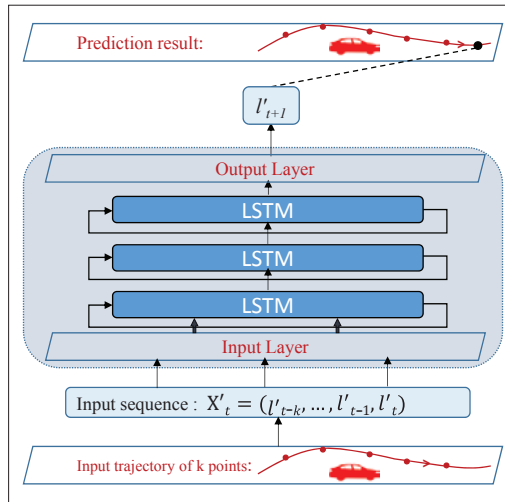 Prediction result:
l′t+1
Output Layer
LSTM
LSTM
LSTM
Input Layer
Input sequence : X′t = (l′t−k, … , l′t−1, l′t)
Input trajectory of k points: